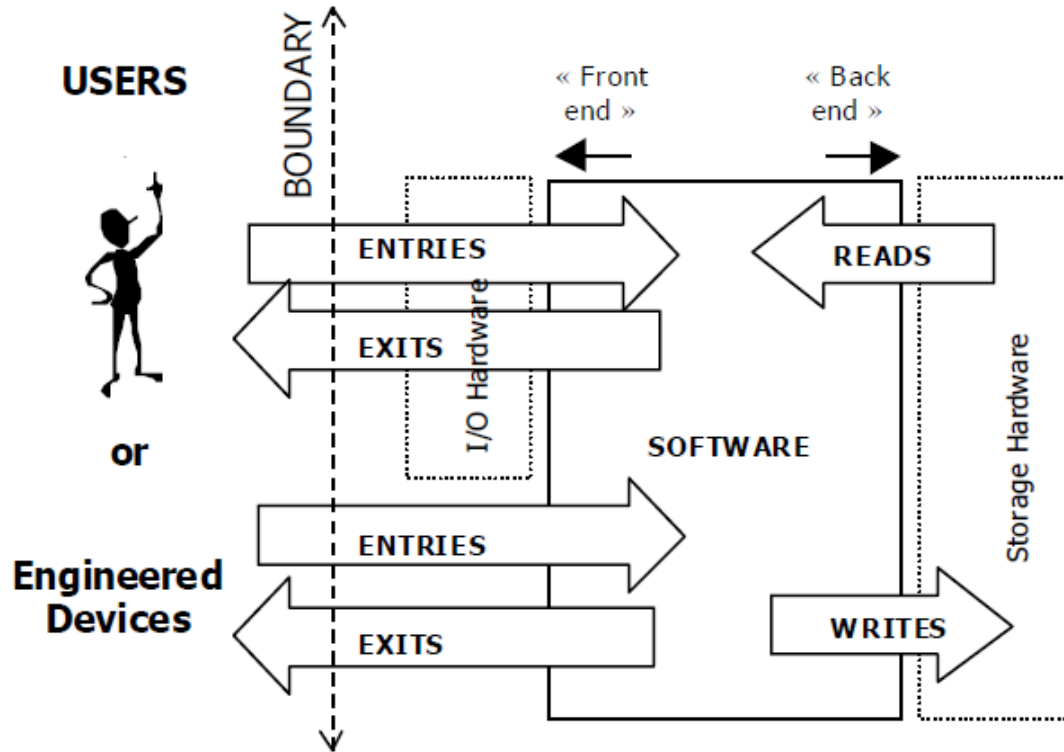 USERS
BOUNDARY
« Front
end »
« Back
end »
ENTRIES
READS
EXITS
I/O Hardware
or
SOFTWARE
Storage Hardware
ENTRIES
Engineered
Devices
EXITS
WRITES